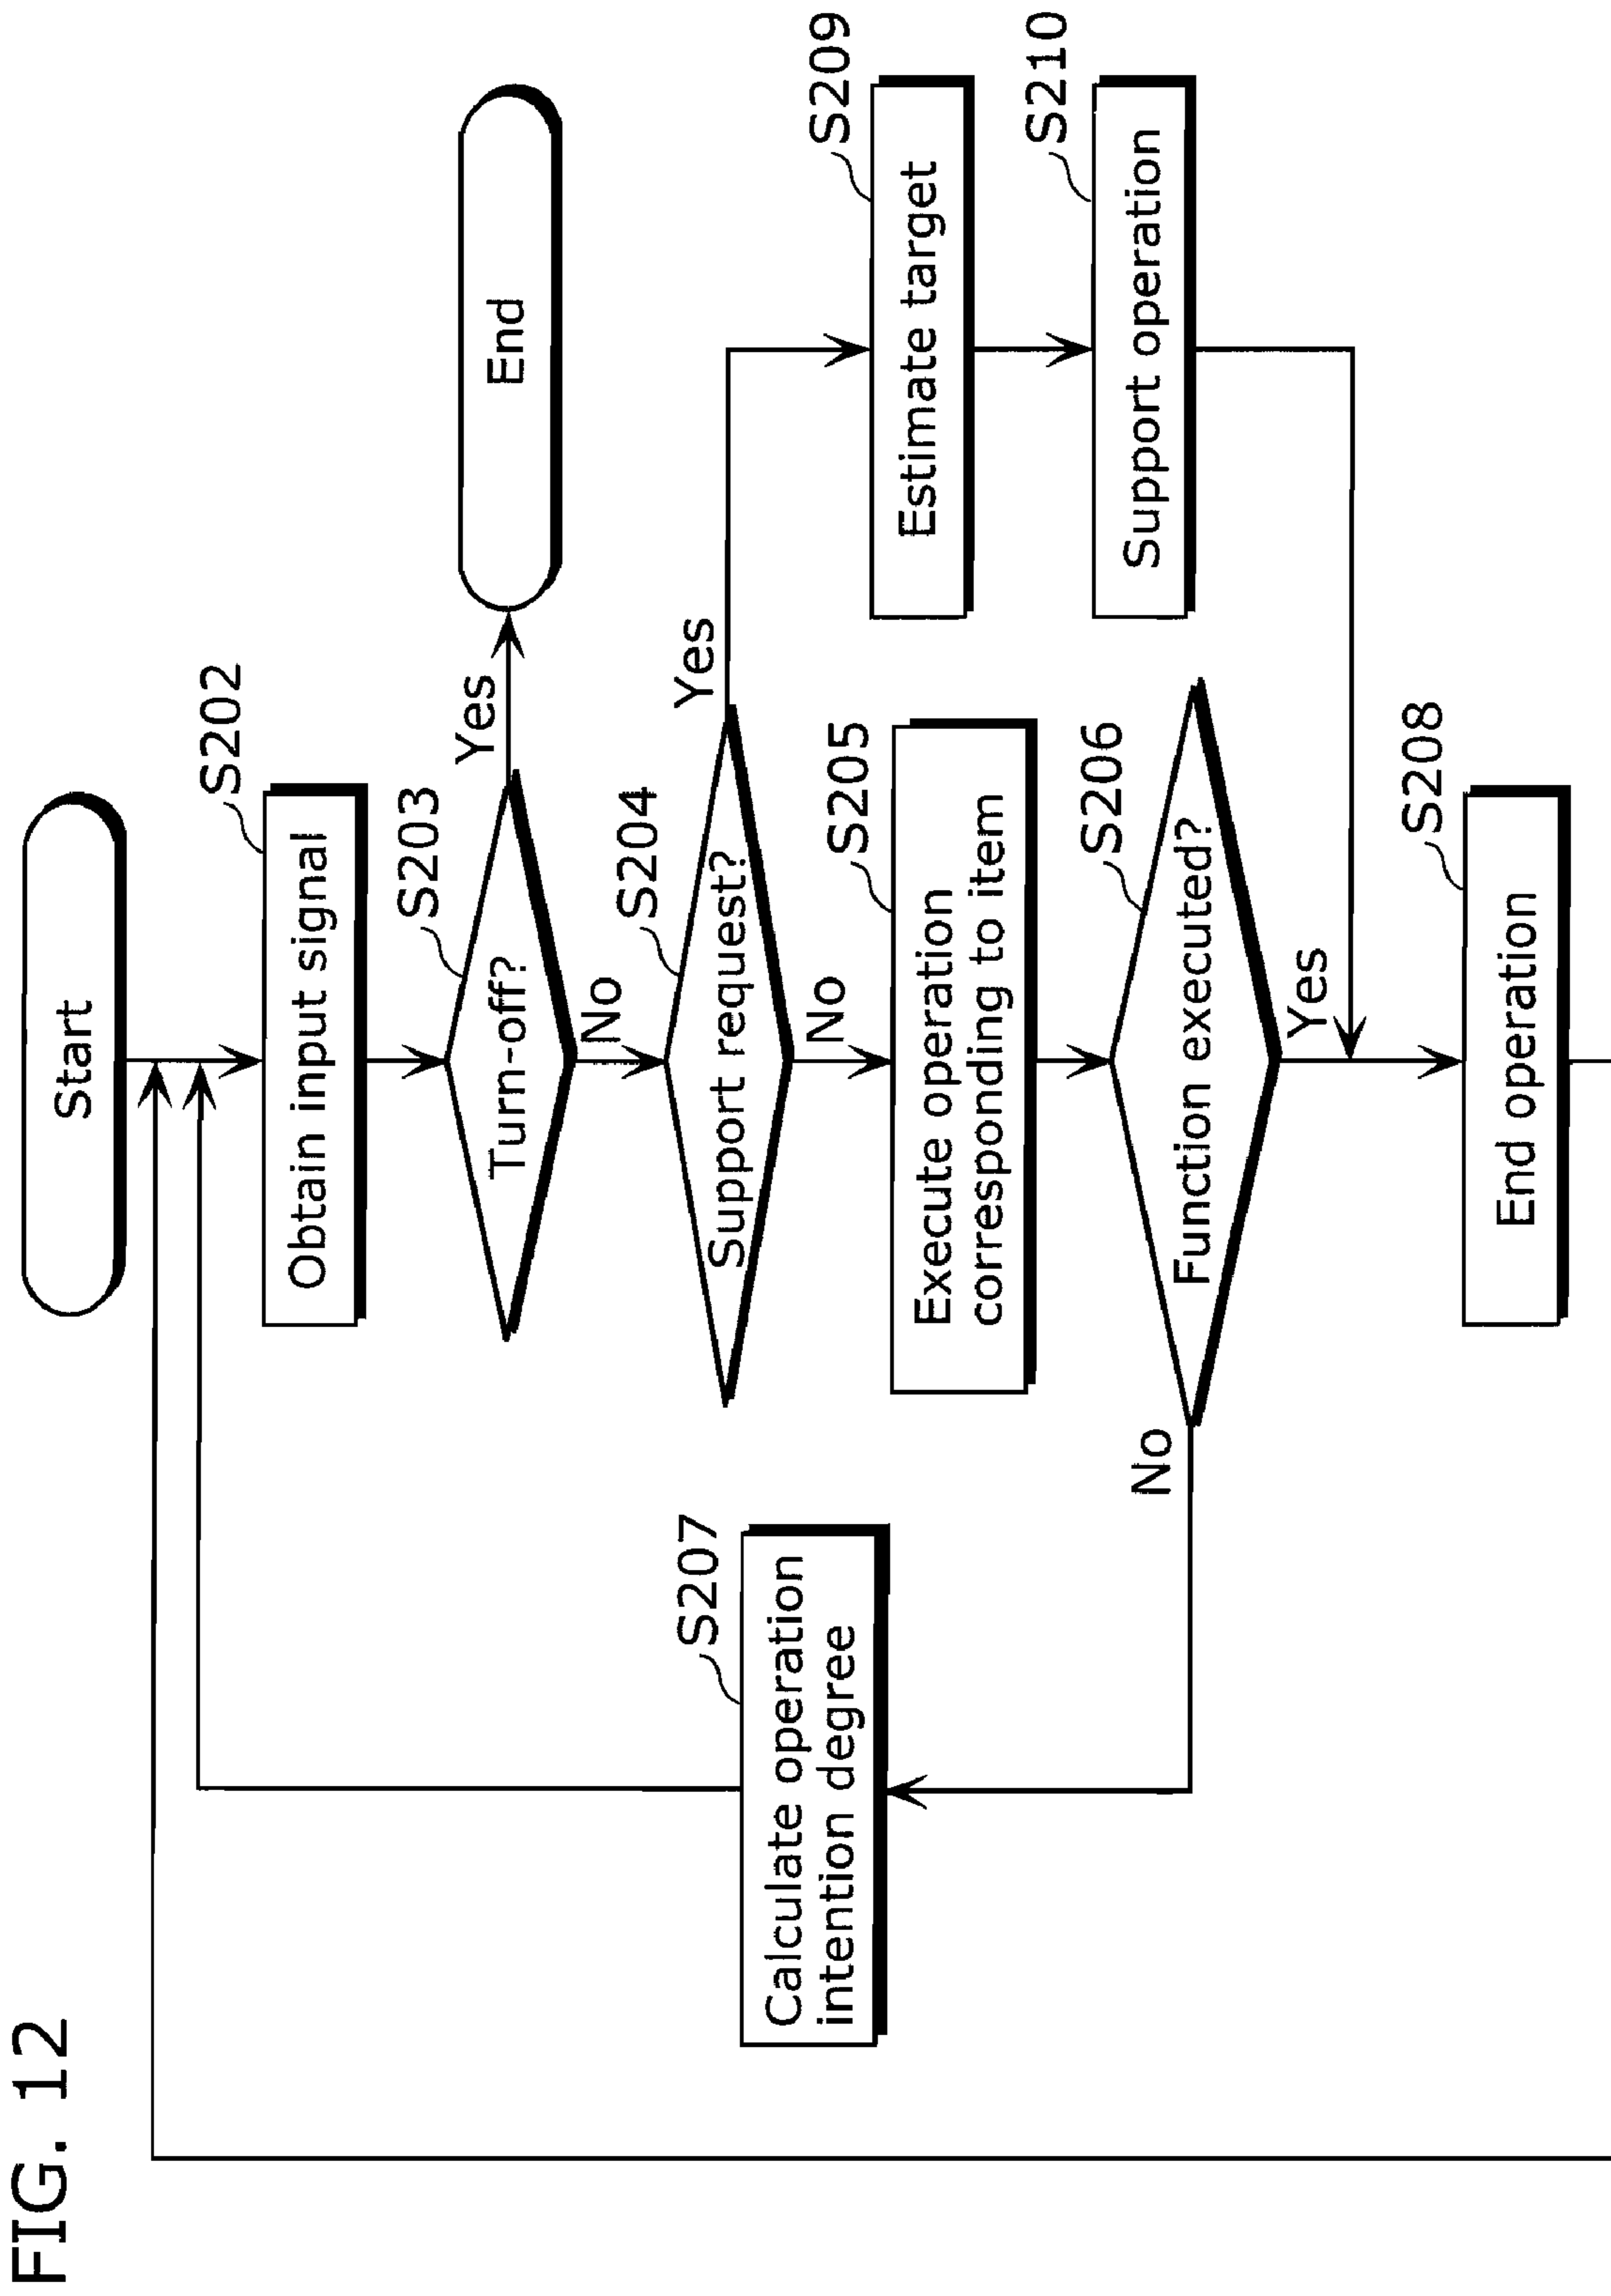 FIG. 12
Start
S202
Obtain input signal
S203
Turn-off?
Yes
End
No
S204
Support request?
Yes
No
S209
Estimate target
S205
Execute operation
corresponding to item
S210
Support operation
S207
Calculate operation
intention degree
S206
Function executed?
No
Yes
S208
End operation